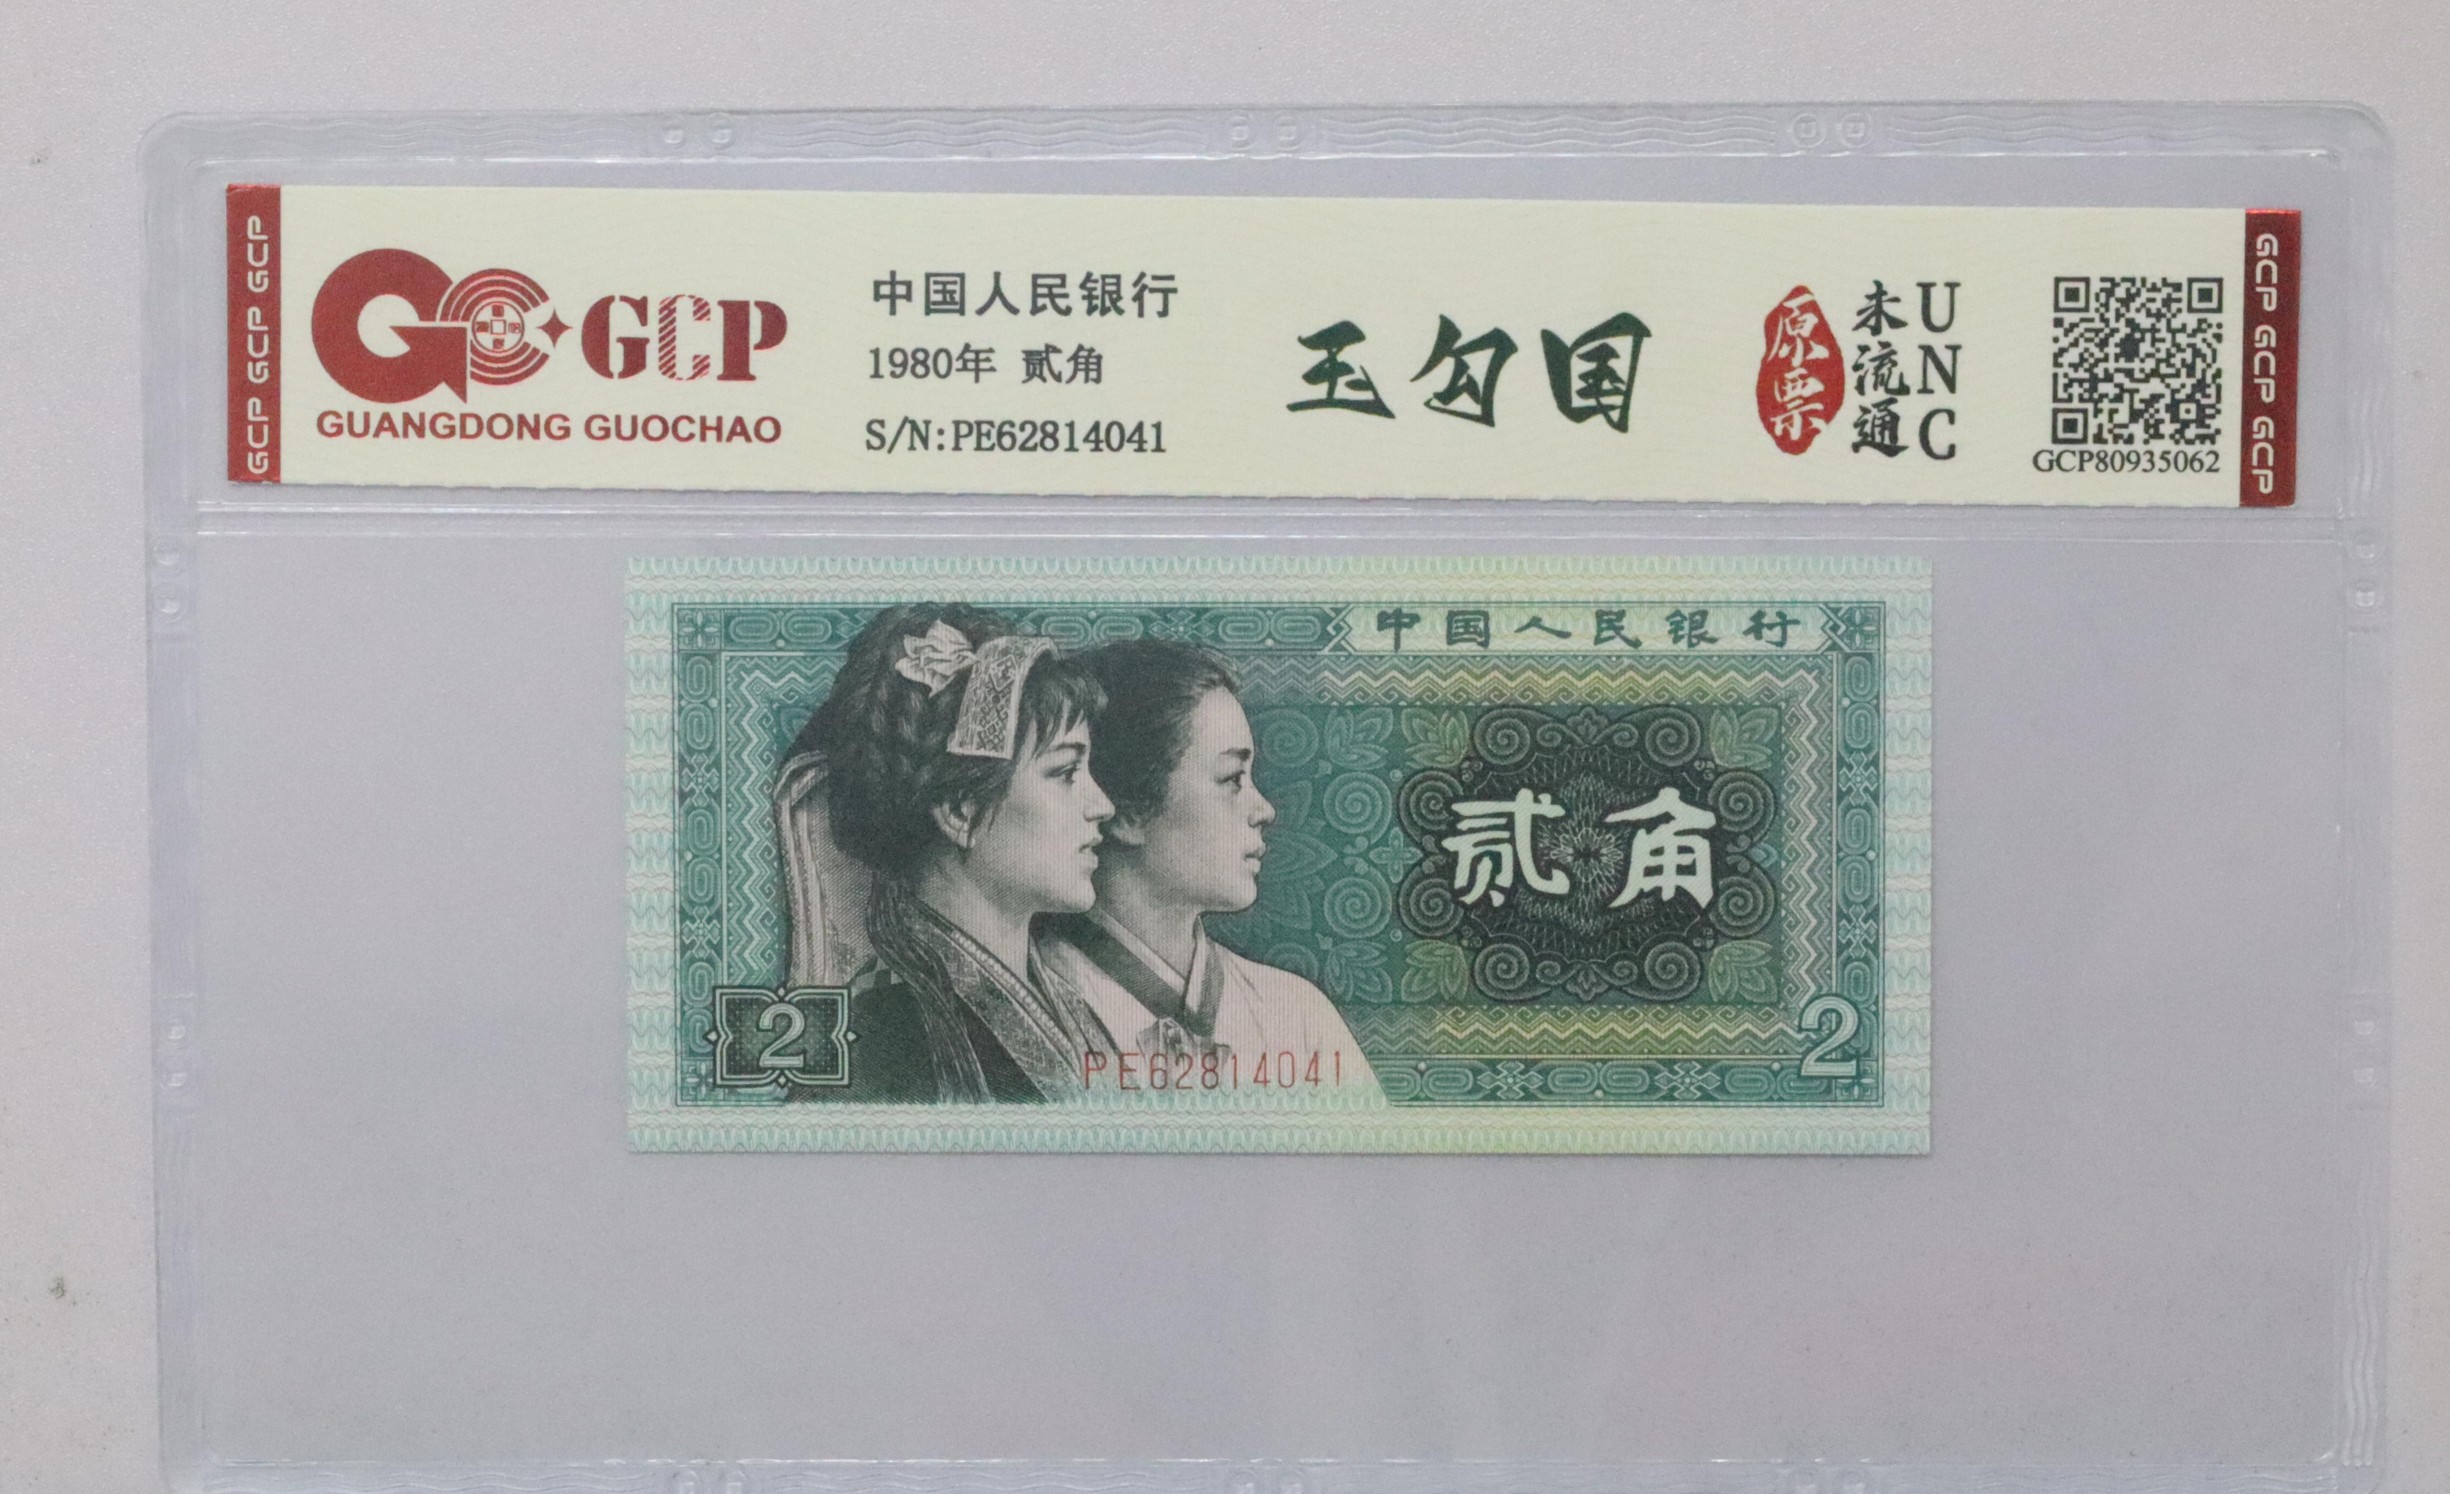 GCP GCP GCP
GCP
GUANGDONG GUOCHAO
中国人民银行
1980年 贰角
S/N:PE62814041
玉勾国
原票
未流通
UNC
GCP80935062
GCP GCP GCP
中国人民银行
贰角
2
PE62814041
2